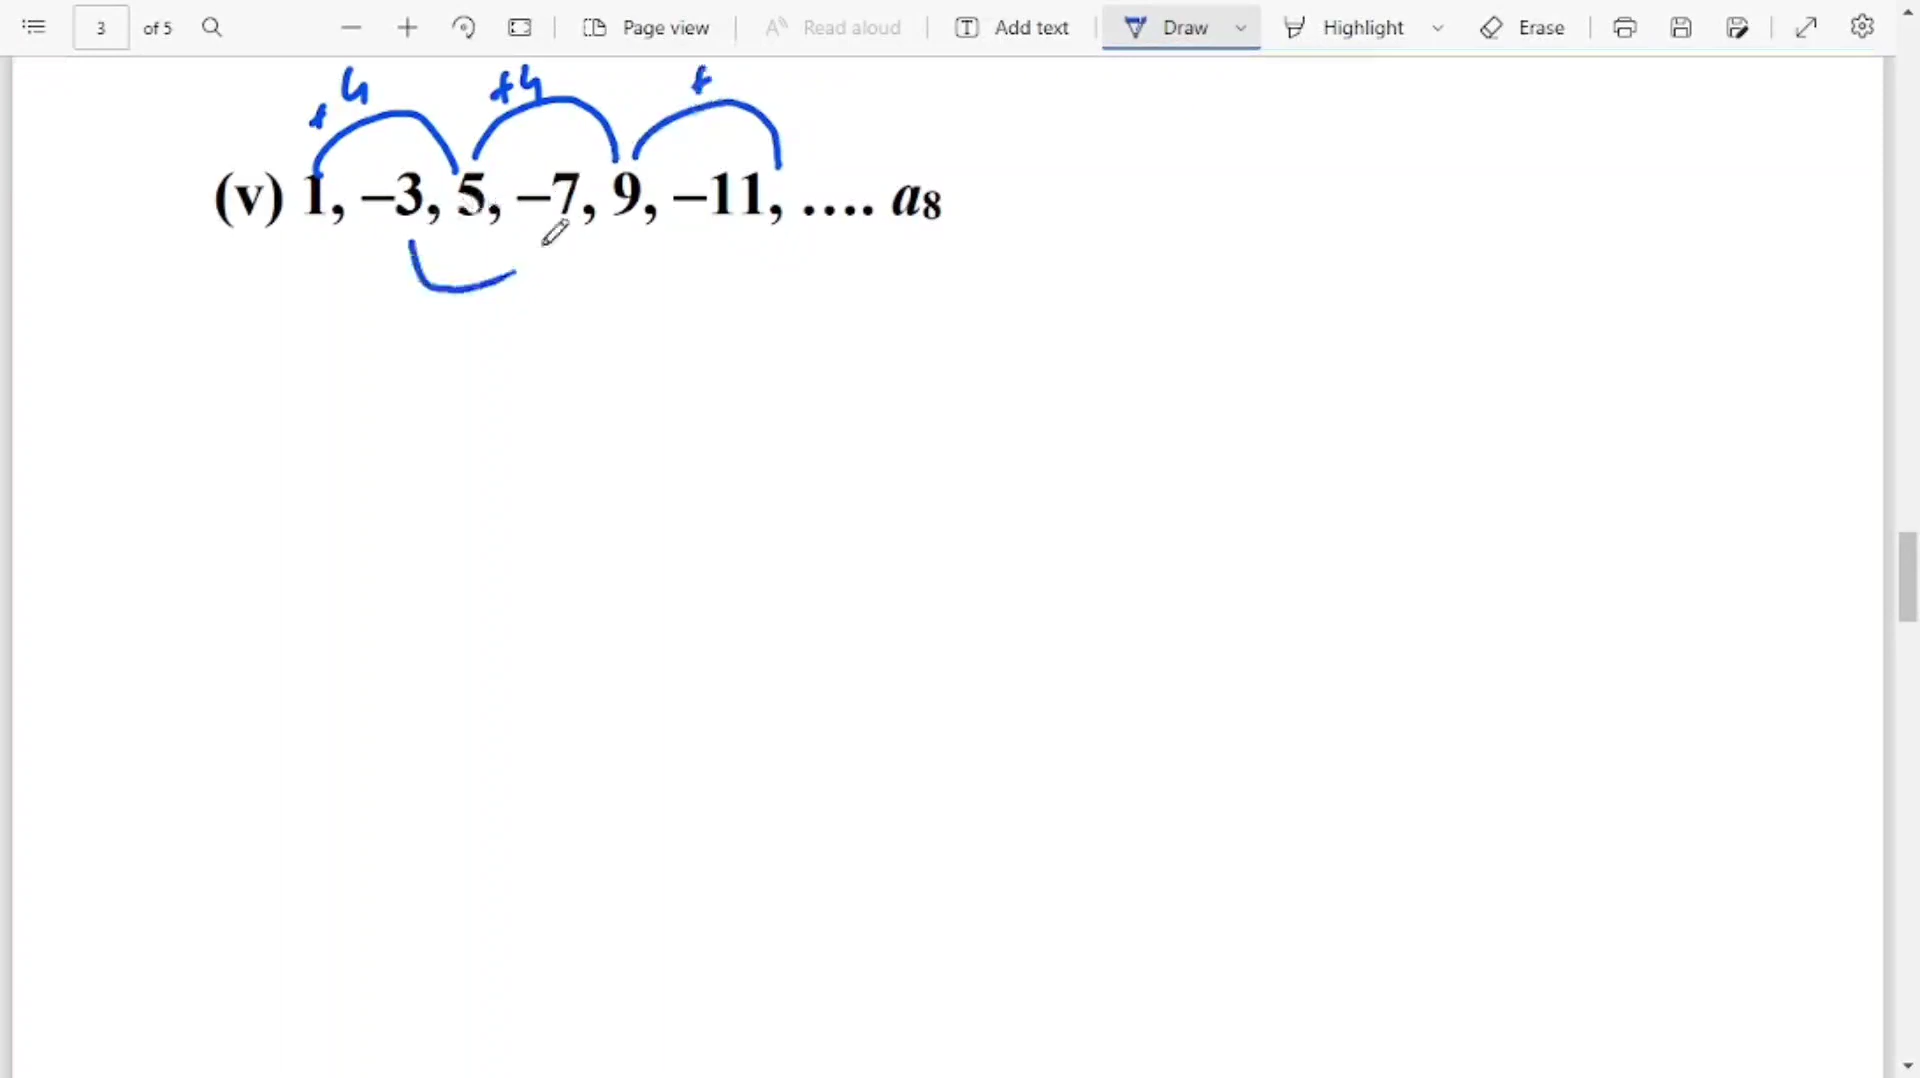 3 of 5 Page view Read aloud Add text Draw Highlight Erase
+4 +4 +
(v) 1, −3, 5, −7, 9, −11, .... a₈